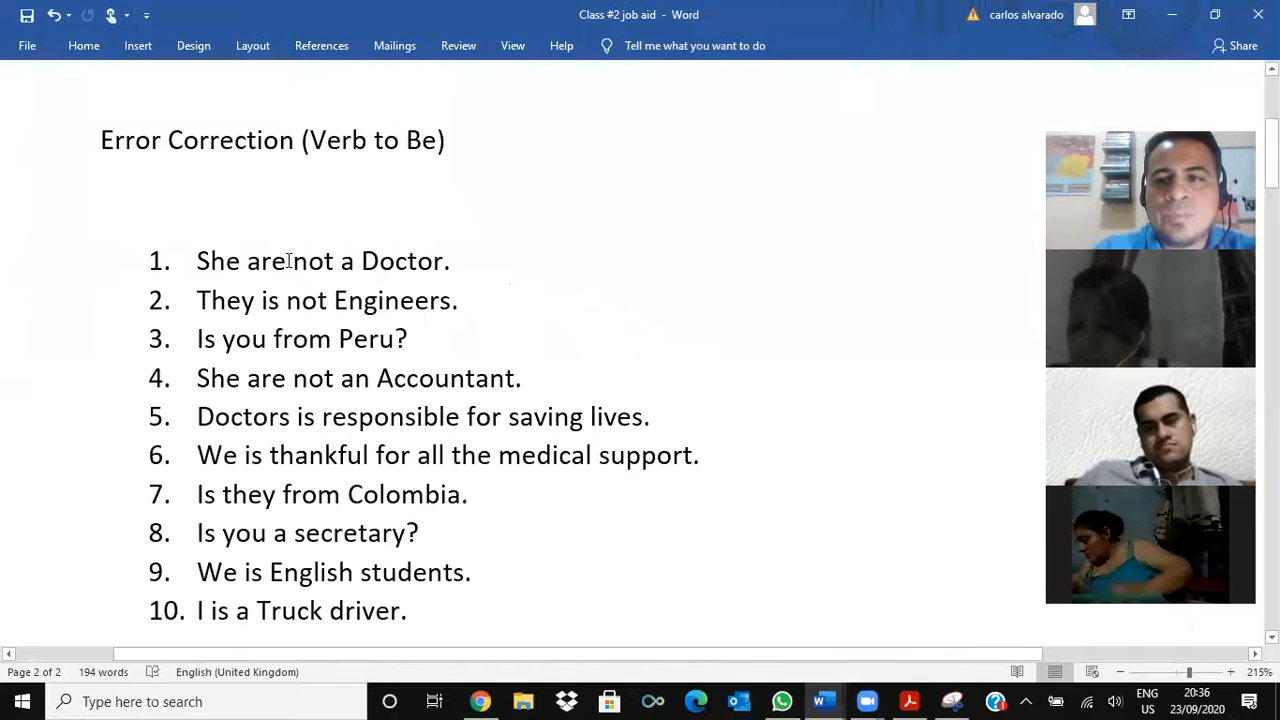 Class #2 job aid - Word
carlos alvarado
File Home Insert Design Layout References Mailings Review View Help Tell me what you want to do Share
Error Correction (Verb to Be)
1. She are not a Doctor.
2. They is not Engineers.
3. Is you from Peru?
4. She are not an Accountant.
5. Doctors is responsible for saving lives.
6. We is thankful for all the medical support.
7. Is they from Colombia.
8. Is you a secretary?
9. We is English students.
10. I is a Truck driver.
Page 2 of 2 194 words English (United Kingdom) 215%
Type here to search
ENG 20:36
US 23/09/2020